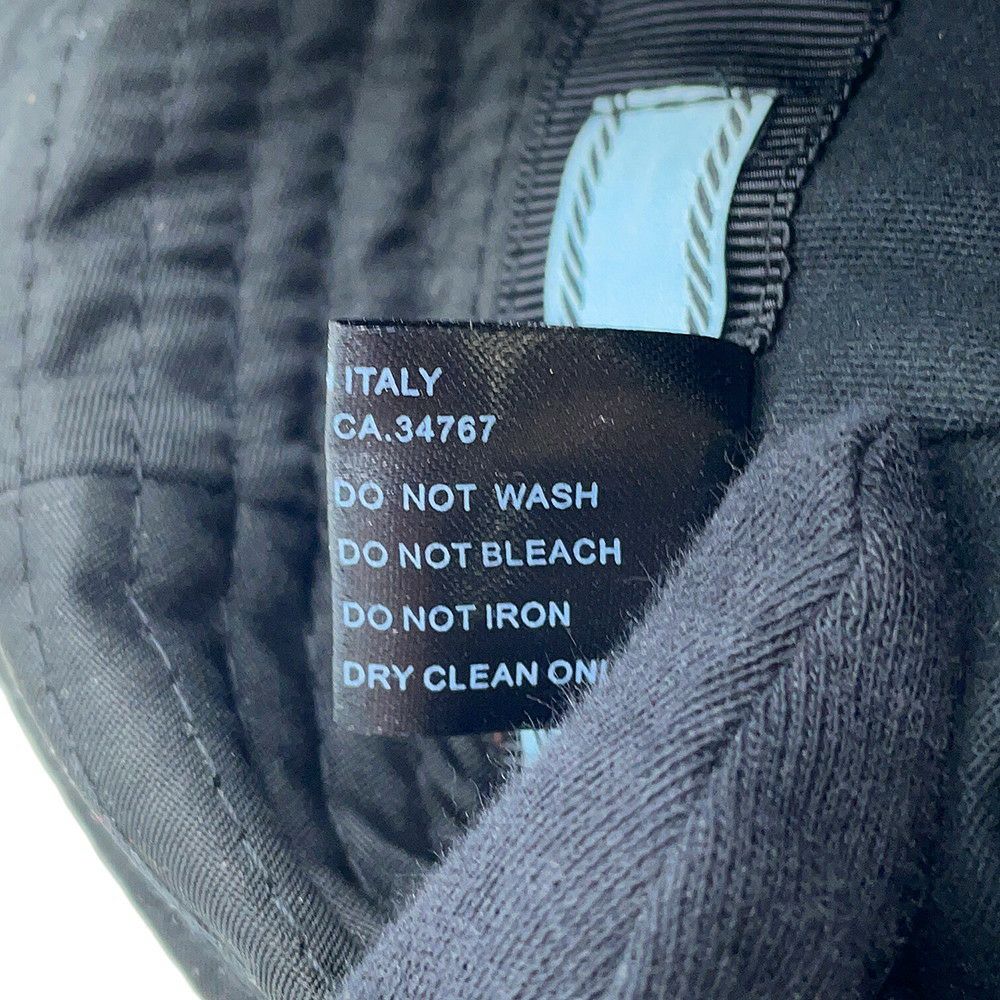 ITALY
CA.34767
DO NOT WASH
DO NOT BLEACH
DO NOT IRON
DRY CLEAN